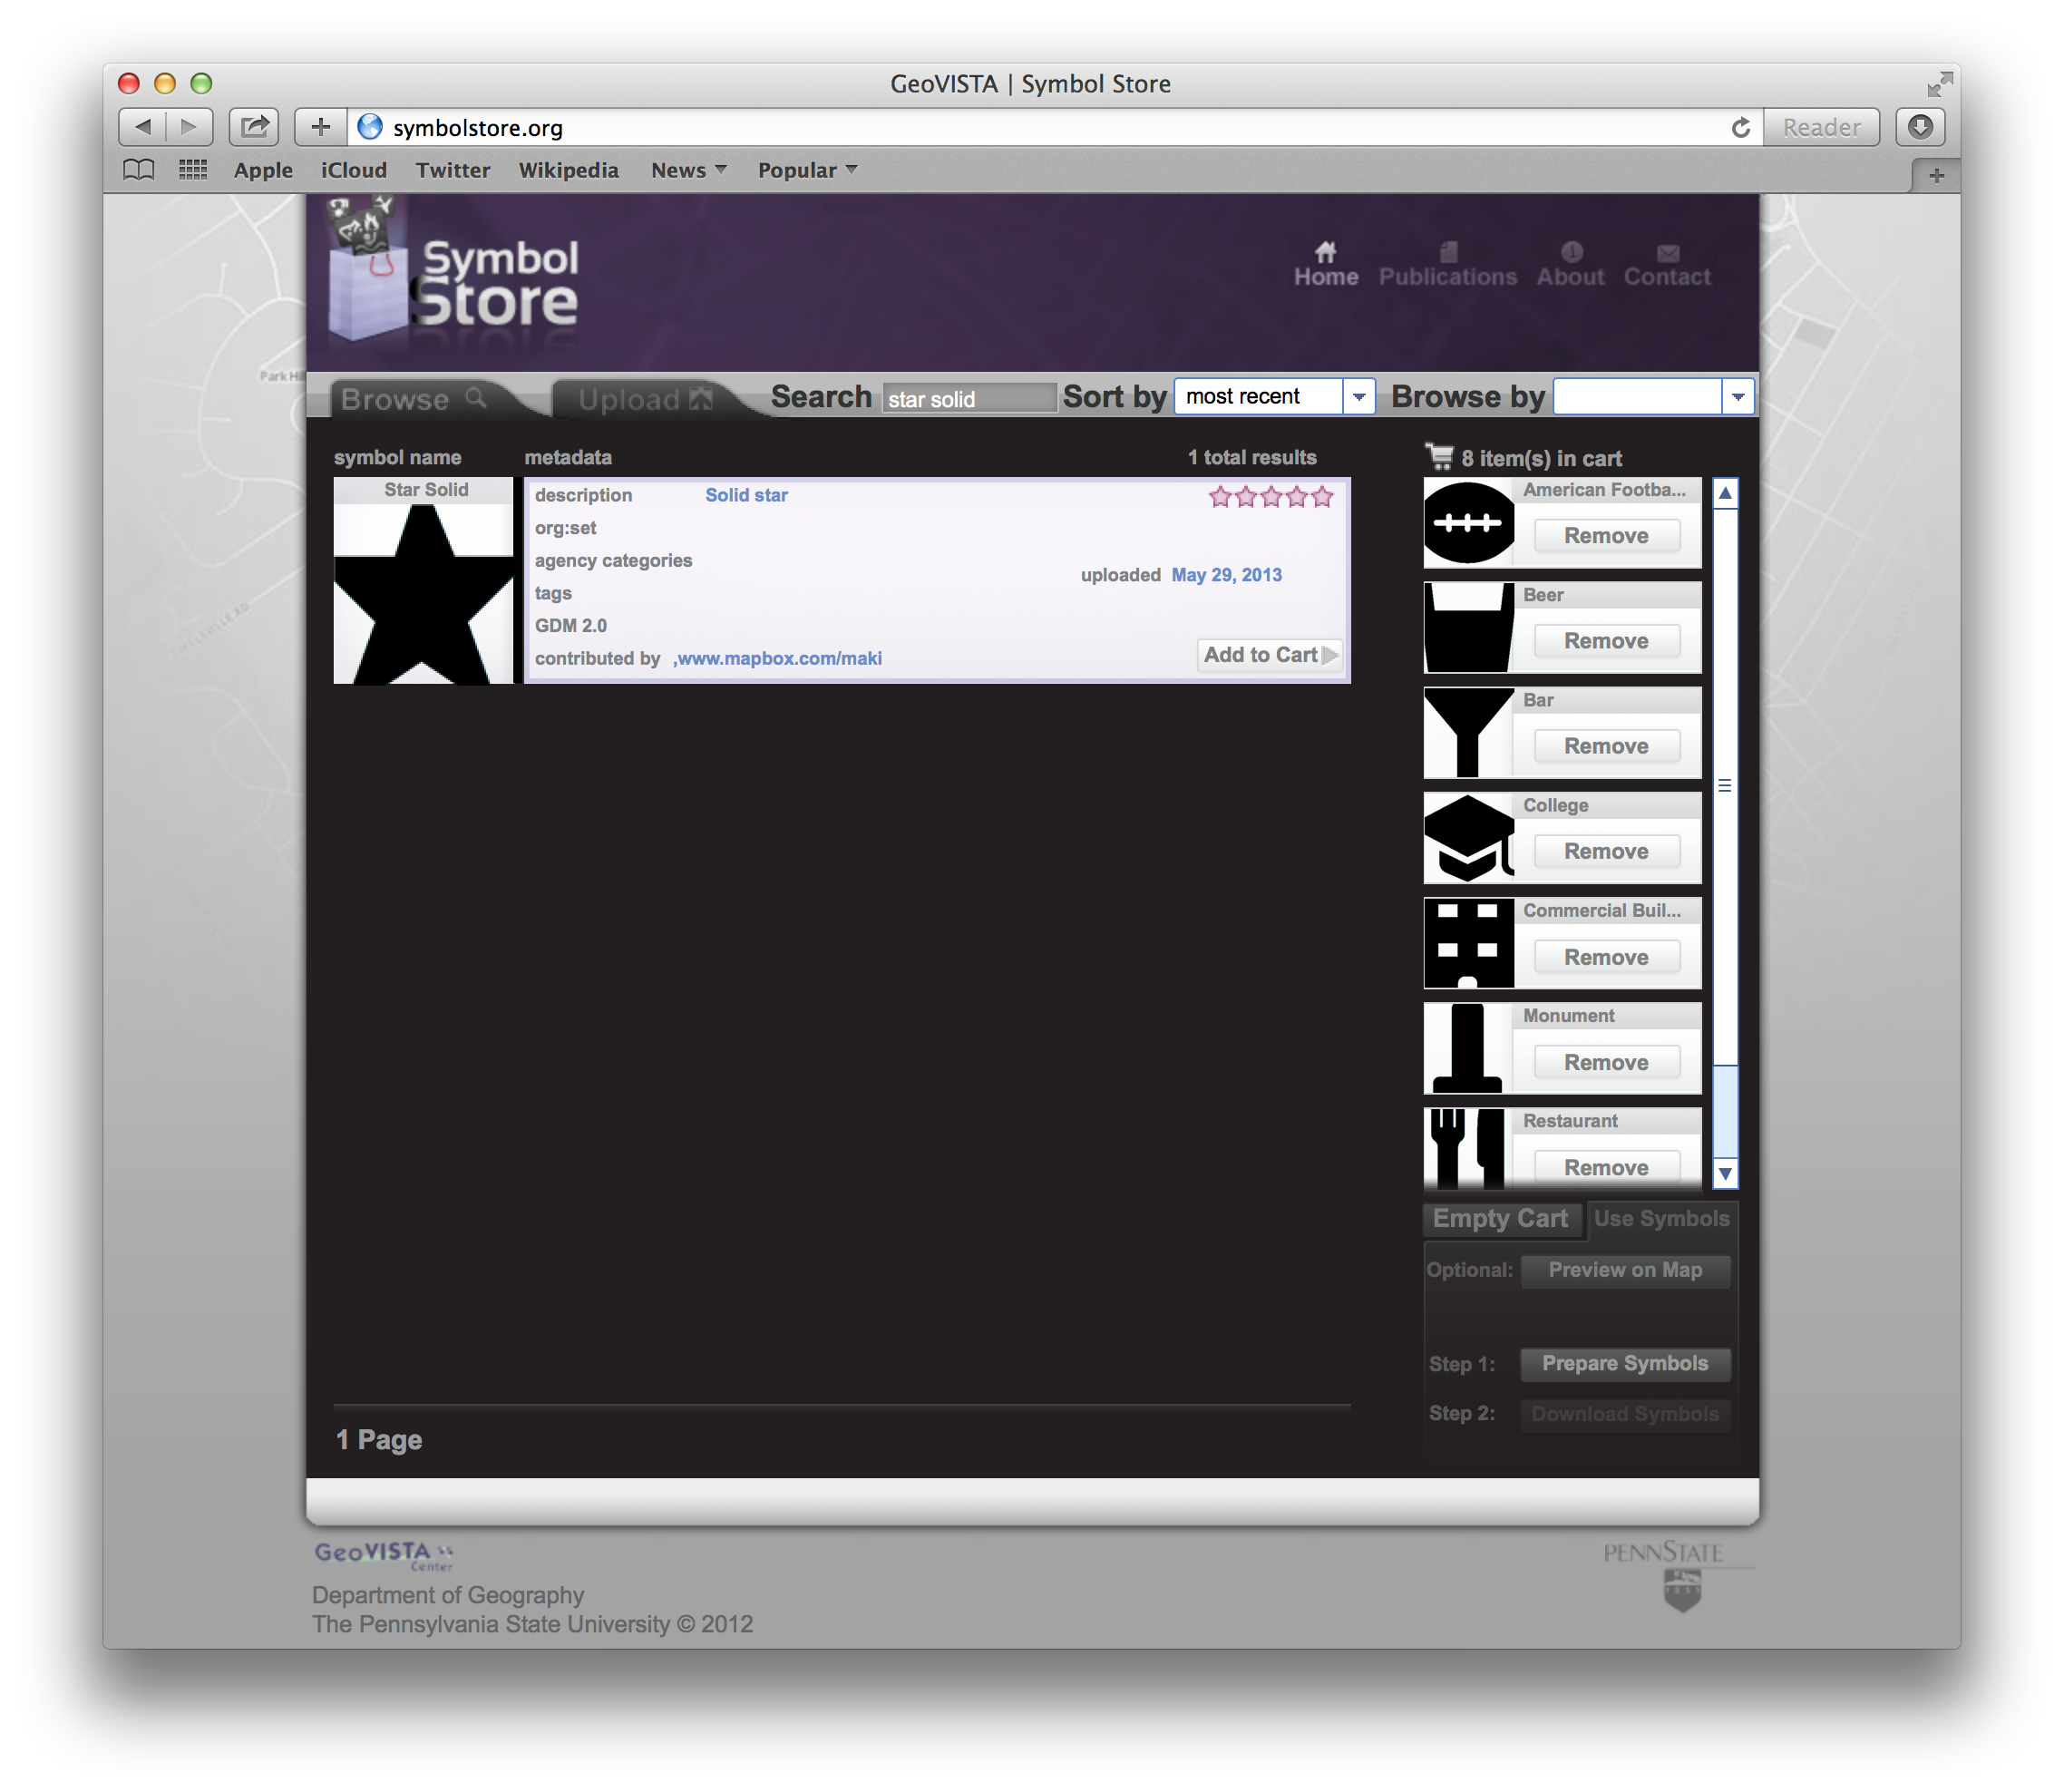 GeoVISTA | Symbol Store
symbolstore.org
Reader
Apple iCloud Twitter Wikipedia News Popular
Symbol
Store
Home Publications About Contact
Browse Upload Search star solid Sort by most recent Browse by
symbol name metadata 1 total results 8 item(s) in cart
Star Solid
description Solid star
org:set
agency categories
uploaded May 29, 2013
tags
GDM 2.0
contributed by ,www.mapbox.com/maki
Add to Cart
American Footba...
Remove
Beer
Remove
Bar
Remove
College
Remove
Commercial Buil...
Remove
Monument
Remove
Restaurant
Remove
Empty Cart Use Symbols
Optional: Preview on Map
Step 1: Prepare Symbols
Step 2: Download Symbols
1 Page
GeoVISTA
Center
PENNSTATE
1855
Department of Geography
The Pennsylvania State University © 2012